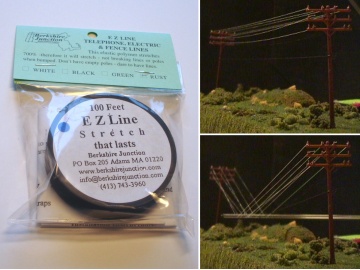 Berkshire
Junction
E Z LINE
TELEPHONE, ELECTRIC
& FENCE LINES
WHITE BLACK GREEN RUST
100 Feet
E Z Line
Stretch
that lasts
Berkshire Junction
PO Box 205 Adams MA 01220
www.berkshirejunction.com
info@berkshirejunction.com
(413) 743-3960
raps